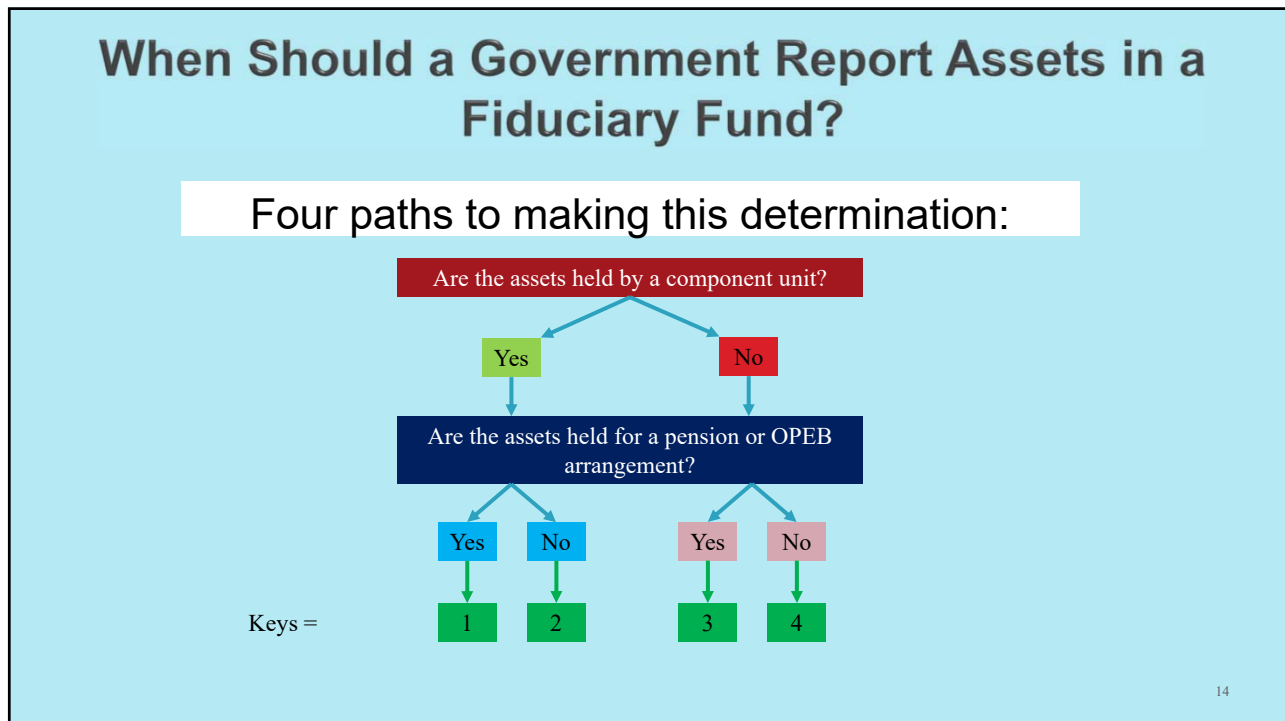 When Should a Government Report Assets in a
Fiduciary Fund?
Four paths to making this determination:
Are the assets held by a component unit?
Yes
No
Are the assets held for a pension or OPEB
arrangement?
Yes
No
Yes
No
Keys =
1
2
3
4
14